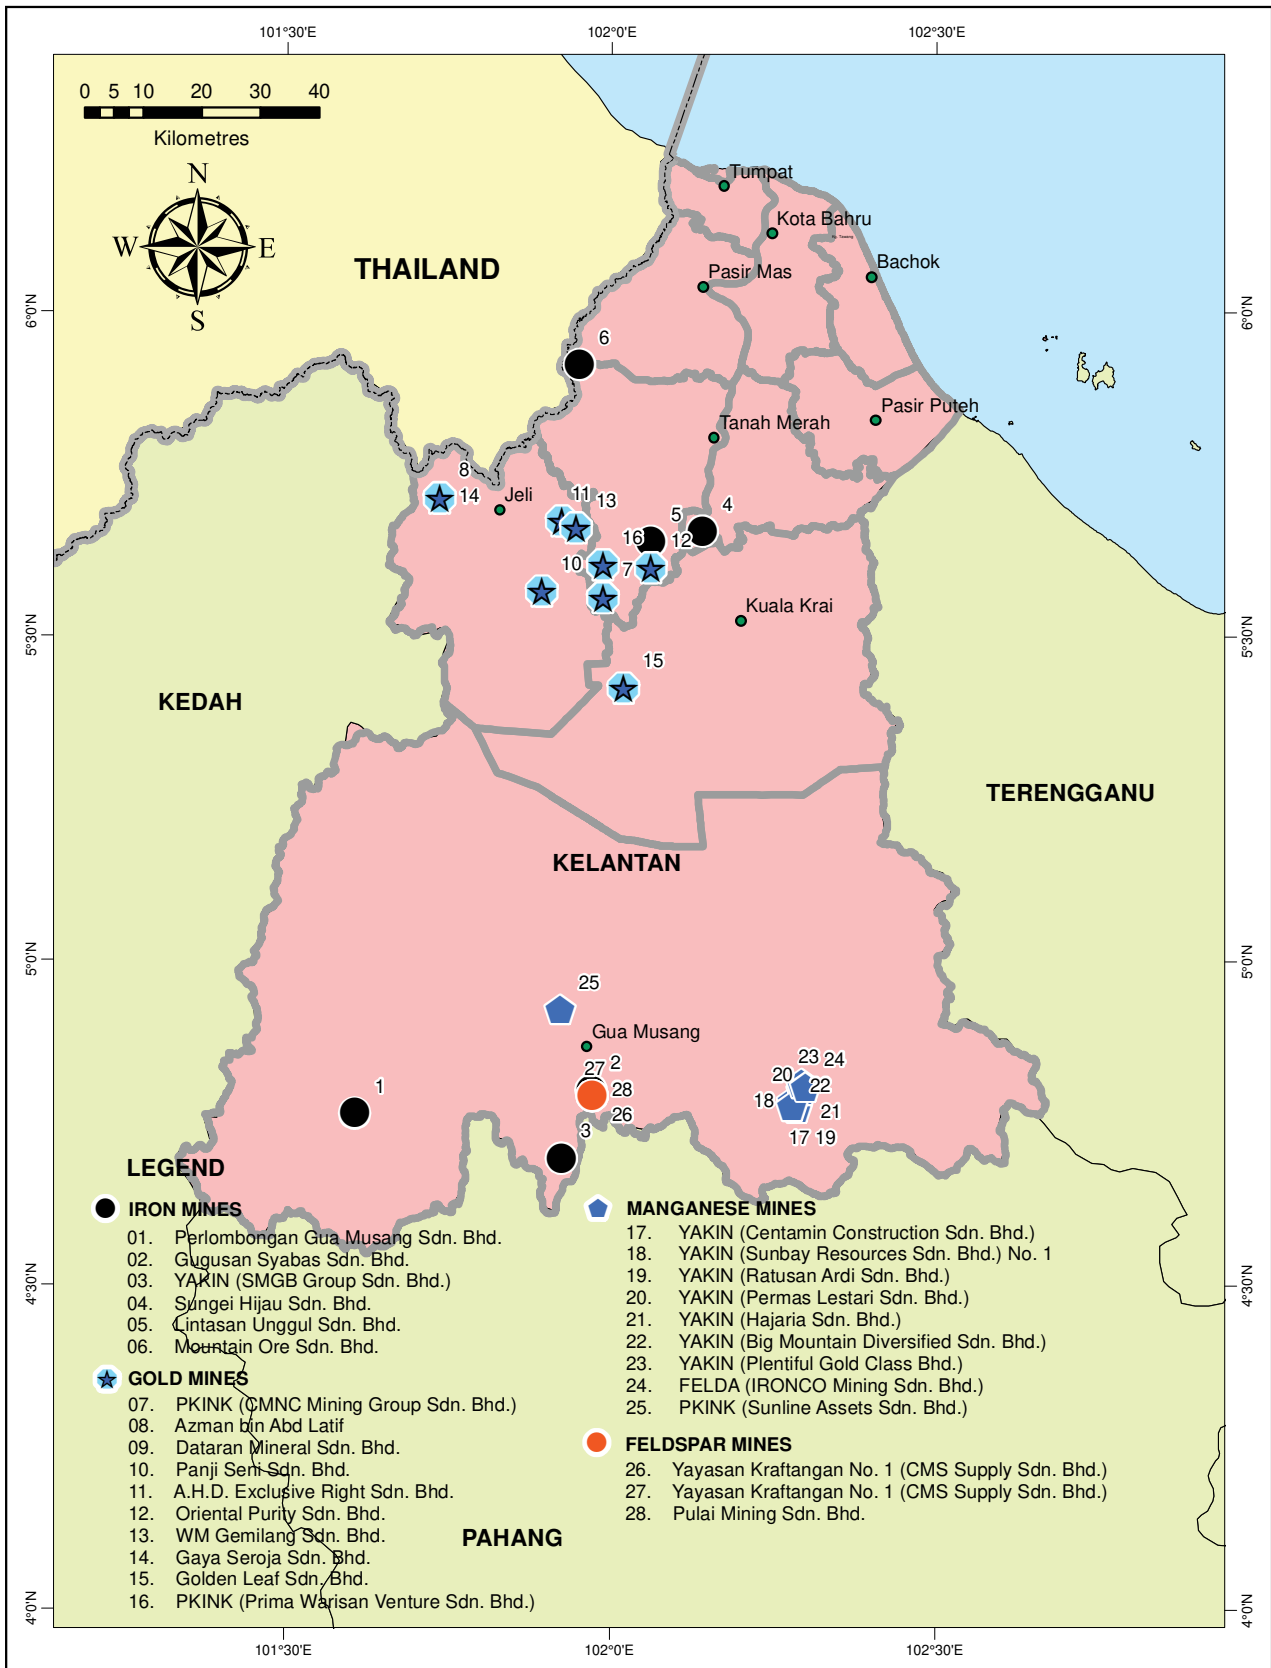 101°30'E
102°0'E
102°30'E
0 5 10 20 30 40
Kilometres
N
W
E
S
THAILAND
Tumpat
Kota Bahru
Bachok
Pasir Mas
6°0'N
6°0'N
6
Pasir Puteh
Tanah Merah
8
14
Jeli
11
13
5
4
16
12
10
7
Kuala Krai
5°30'N
5°30'N
15
KEDAH
TERENGGANU
KELANTAN
5°0'N
5°0'N
25
Gua Musang
27
2
28
26
3
1
23
24
20
22
18
21
17
19
LEGEND
IRON MINES
01. Perlombongan Gua Musang Sdn. Bhd.
02. Gugusan Syabas Sdn. Bhd.
03. YAKIN (SMGB Group Sdn. Bhd.)
04. Sungei Hijau Sdn. Bhd.
05. Lintasan Unggul Sdn. Bhd.
06. Mountain Ore Sdn. Bhd.
GOLD MINES
07. PKINK (CMNC Mining Group Sdn. Bhd.)
08. Azman bin Abd Latif
09. Dataran Mineral Sdn. Bhd.
10. Panji Seni Sdn. Bhd.
11. A.H.D. Exclusive Right Sdn. Bhd.
12. Oriental Purity Sdn. Bhd.
13. WM Gemilang Sdn. Bhd.
14. Gaya Seroja Sdn. Bhd.
15. Golden Leaf Sdn. Bhd.
16. PKINK (Prima Warisan Venture Sdn. Bhd.)
MANGANESE MINES
17. YAKIN (Centamin Construction Sdn. Bhd.)
18. YAKIN (Sunbay Resources Sdn. Bhd.) No. 1
19. YAKIN (Ratusan Ardi Sdn. Bhd.)
20. YAKIN (Permas Lestari Sdn. Bhd.)
21. YAKIN (Hajaria Sdn. Bhd.)
22. YAKIN (Big Mountain Diversified Sdn. Bhd.)
23. YAKIN (Plentiful Gold Class Bhd.)
24. FELDA (IRONCO Mining Sdn. Bhd.)
25. PKINK (Sunline Assets Sdn. Bhd.)
FELDSPAR MINES
26. Yayasan Kraftangan No. 1 (CMS Supply Sdn. Bhd.)
27. Yayasan Kraftangan No. 1 (CMS Supply Sdn. Bhd.)
28. Pulai Mining Sdn. Bhd.
PAHANG
4°30'N
4°30'N
4°0'N
4°0'N
101°30'E
102°0'E
102°30'E